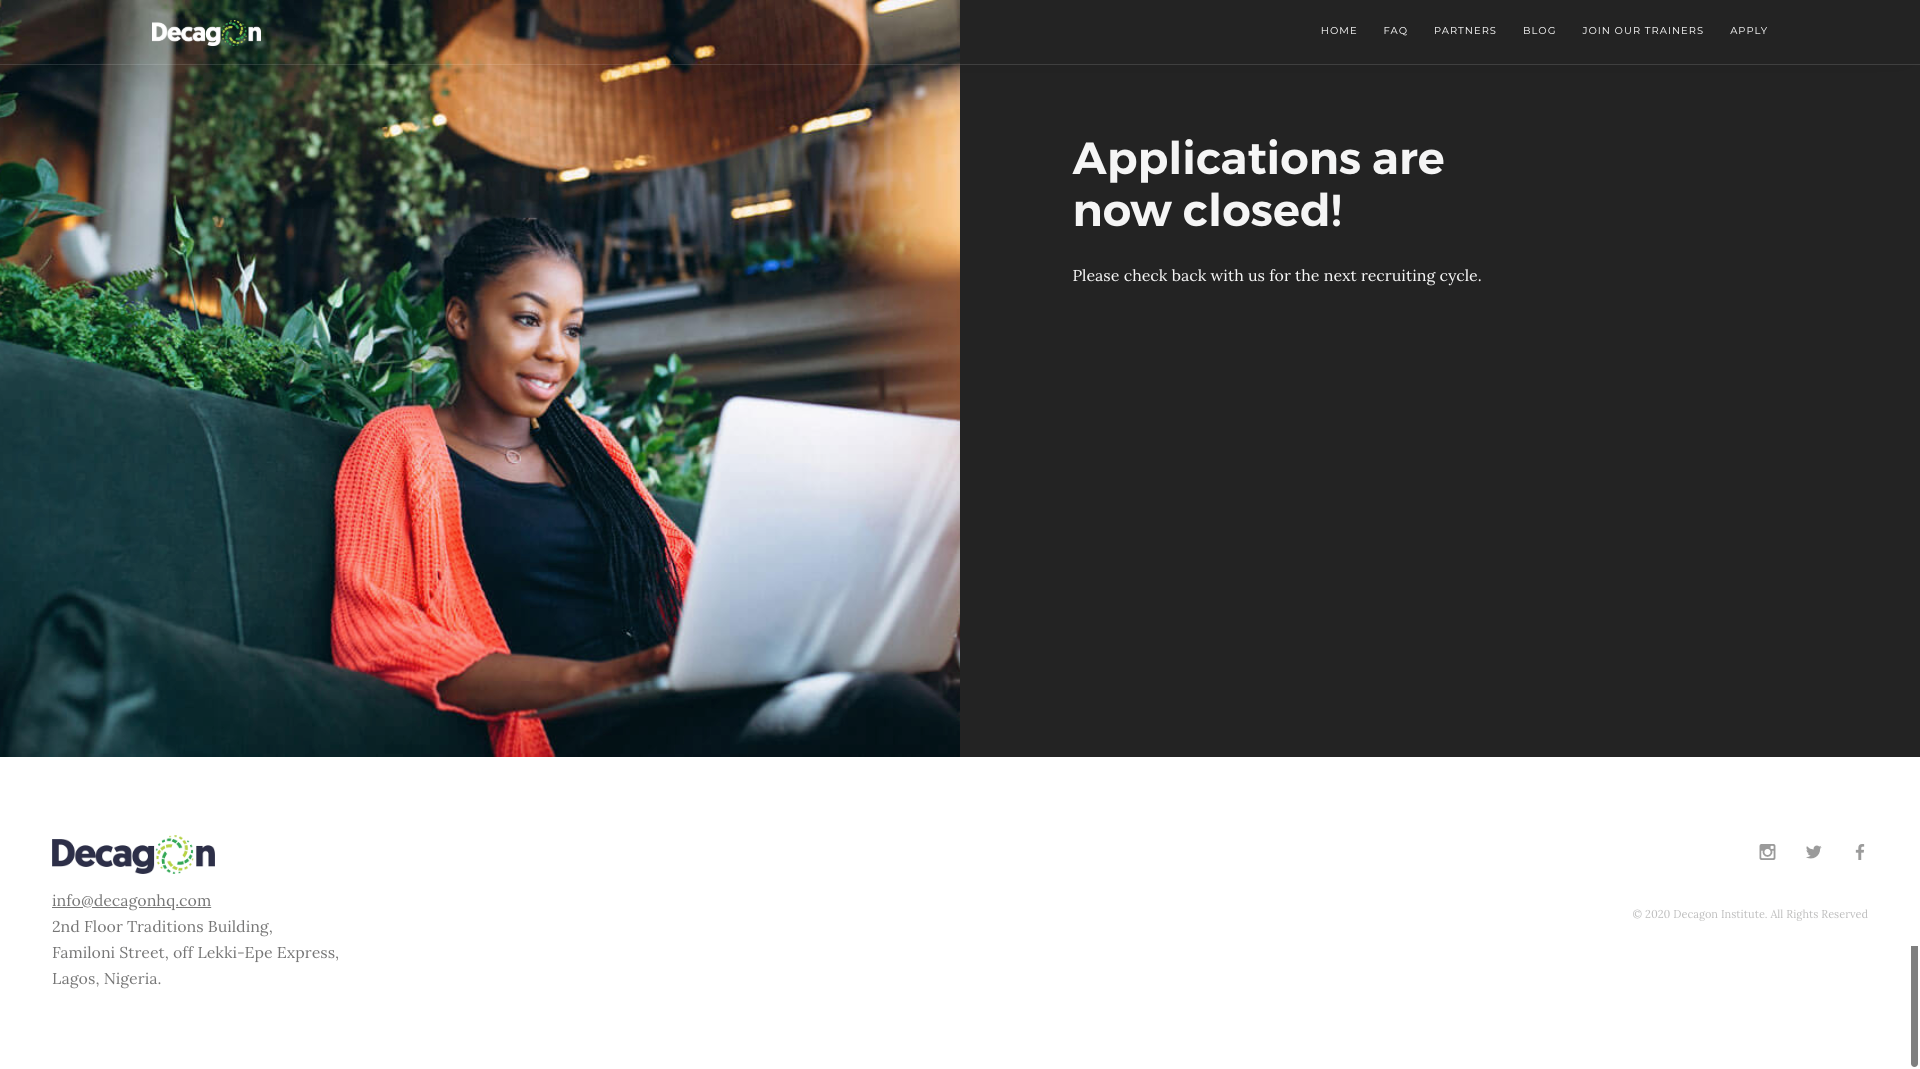 Decagon
HOME FAQ PARTNERS BLOG JOIN OUR TRAINERS APPLY
Applications are
now closed!
Please check back with us for the next recruiting cycle.
Decagon
info@decagonhq.com
2nd Floor Traditions Building,
Familoni Street, off Lekki-Epe Express,
Lagos, Nigeria.
© 2020 Decagon Institute. All Rights Reserved